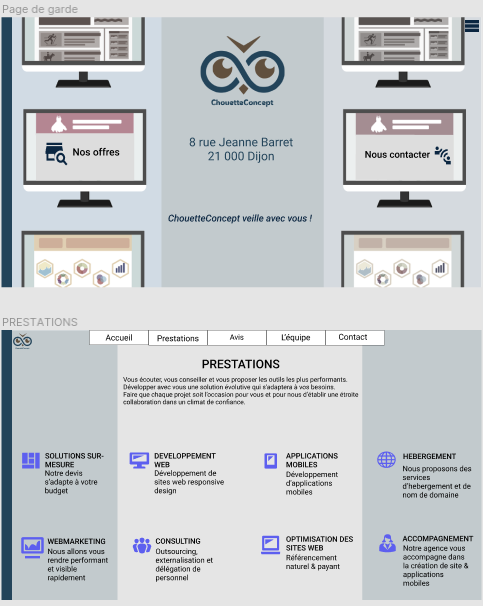 Page de garde
ChouetteConcept
8 rue Jeanne Barret
21 000 Dijon
Nos offres
Nous contacter
ChouetteConcept veille avec vous !
PRESTATIONS
Accueil
Prestations
Avis
L'équipe
Contact
PRESTATIONS
Vous écouter, vous conseiller et vous proposer les outils les plus performants.
Développer avec vous une solution évolutive qui s'adaptera à vos besoins.
Faire que chaque projet soit l'occasion pour vous et pour nous d'établir une étroite
collaboration dans un climat de confiance.
SOLUTIONS SUR-
MESURE
Notre devis
s'adapte à votre
budget
DEVELOPPEMENT
WEB
Développement de
sites web responsive
design
APPLICATIONS
MOBILES
Développement
d'applications
mobiles
HEBERGEMENT
Nous proposons des
services
d'hebergement et de
nom de domaine
WEBMARKETING
Nous allons vous
rendre performant
et visible
rapidement
CONSULTING
Outsourcing,
externalisation et
délégation de
personnel
OPTIMISATION DES
SITES WEB
Référencement
naturel & payant
ACCOMPAGNEMENT
Notre agence vous
accompagne dans
la création de site &
applications
mobiles